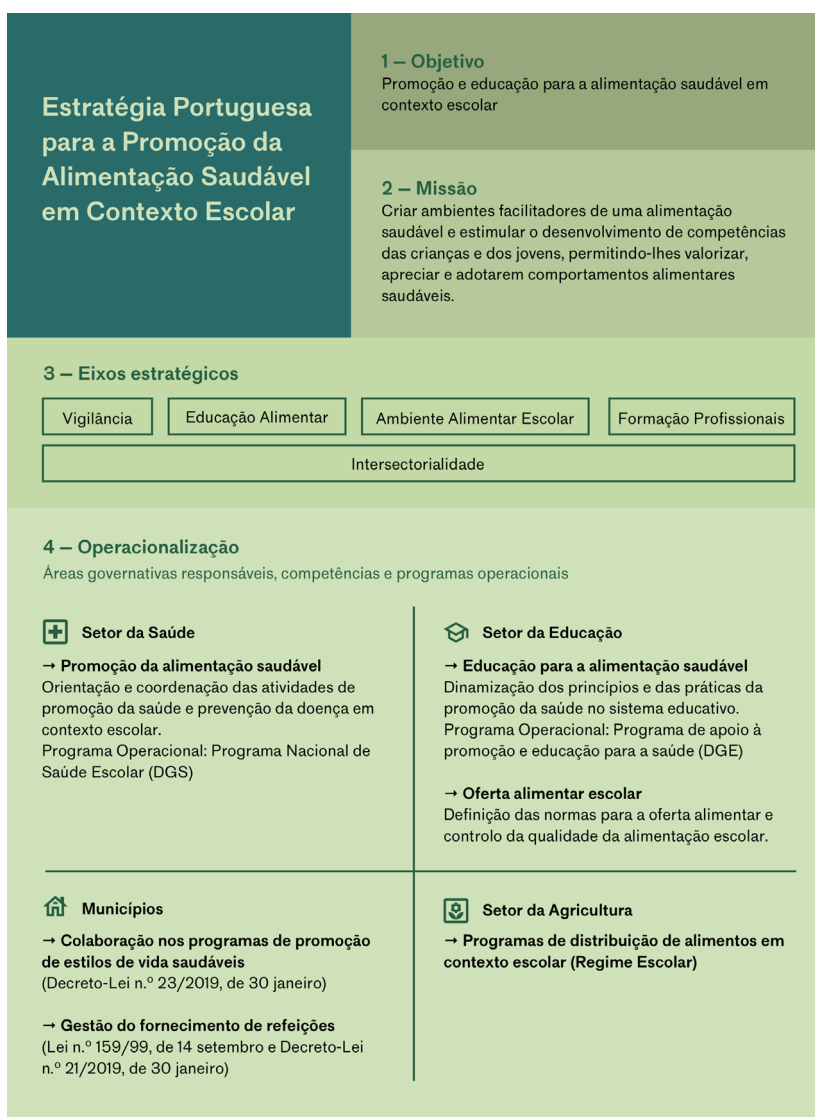 Estratégia Portuguesa
para a Promoção da
Alimentação Saudável
em Contexto Escolar
1 — Objetivo
Promoção e educação para a alimentação saudável em
contexto escolar
2 — Missão
Criar ambientes facilitadores de uma alimentação
saudável e estimular o desenvolvimento de competências
das crianças e dos jovens, permitindo-lhes valorizar,
apreciar e adotarem comportamentos alimentares
saudáveis.
3 — Eixos estratégicos
Vigilância
Educação Alimentar
Ambiente Alimentar Escolar
Formação Profissionais
Intersectorialidade
4 — Operacionalização
Áreas governativas responsáveis, competências e programas operacionais
Setor da Saúde
→ Promoção da alimentação saudável
Orientação e coordenação das atividades de
promoção da saúde e prevenção da doença em
contexto escolar.
Programa Operacional: Programa Nacional de
Saúde Escolar (DGS)
Setor da Educação
→ Educação para a alimentação saudável
Dinamização dos princípios e das práticas da
promoção da saúde no sistema educativo.
Programa Operacional: Programa de apoio à
promoção e educação para a saúde (DGE)
→ Oferta alimentar escolar
Definição das normas para a oferta alimentar e
controlo da qualidade da alimentação escolar.
Municípios
→ Colaboração nos programas de promoção
de estilos de vida saudáveis
(Decreto-Lei n.º 23/2019, de 30 janeiro)
→ Gestão do fornecimento de refeições
(Lei n.º 159/99, de 14 setembro e Decreto-Lei
n.º 21/2019, de 30 janeiro)
Setor da Agricultura
→ Programas de distribuição de alimentos em
contexto escolar (Regime Escolar)